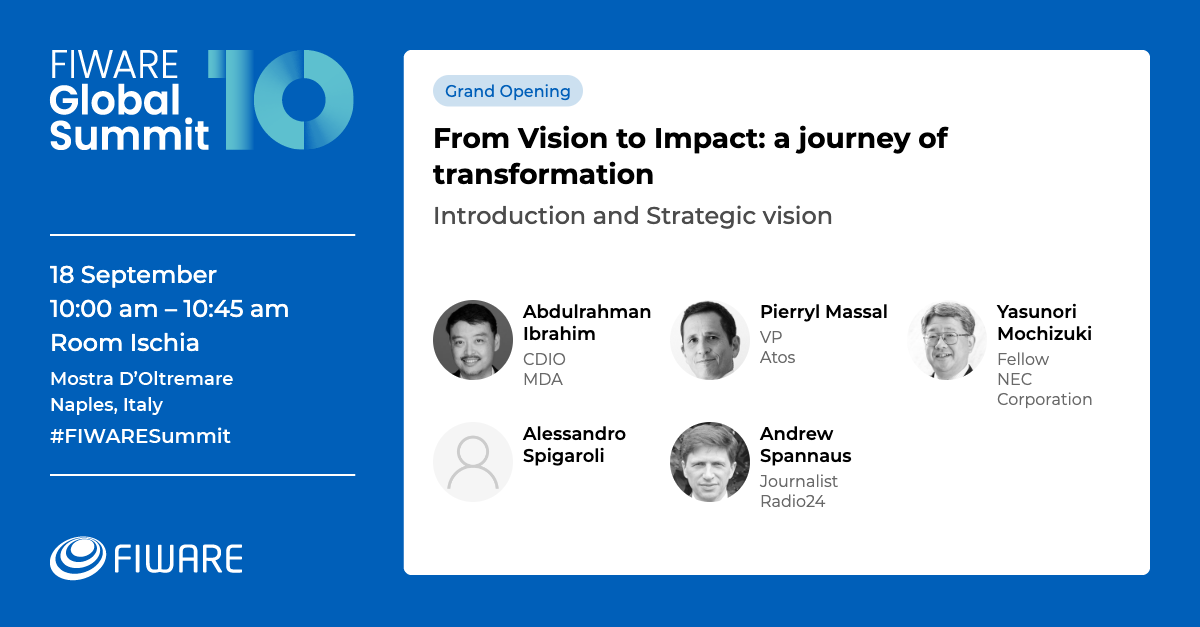 FIWARE
Global
Summit
10
18 September
10:00 am – 10:45 am
Room Ischia
Mostra D’Oltremare
Naples, Italy
#FIWARESummit
FIWARE
Grand Opening
From Vision to Impact: a journey of
transformation
Introduction and Strategic vision
Abdulrahman
Ibrahim
CDIO
MDA
Pierryl Massal
VP
Atos
Yasunori
Mochizuki
Fellow
NEC
Corporation
Alessandro
Spigaroli
Andrew
Spannaus
Journalist
Radio24